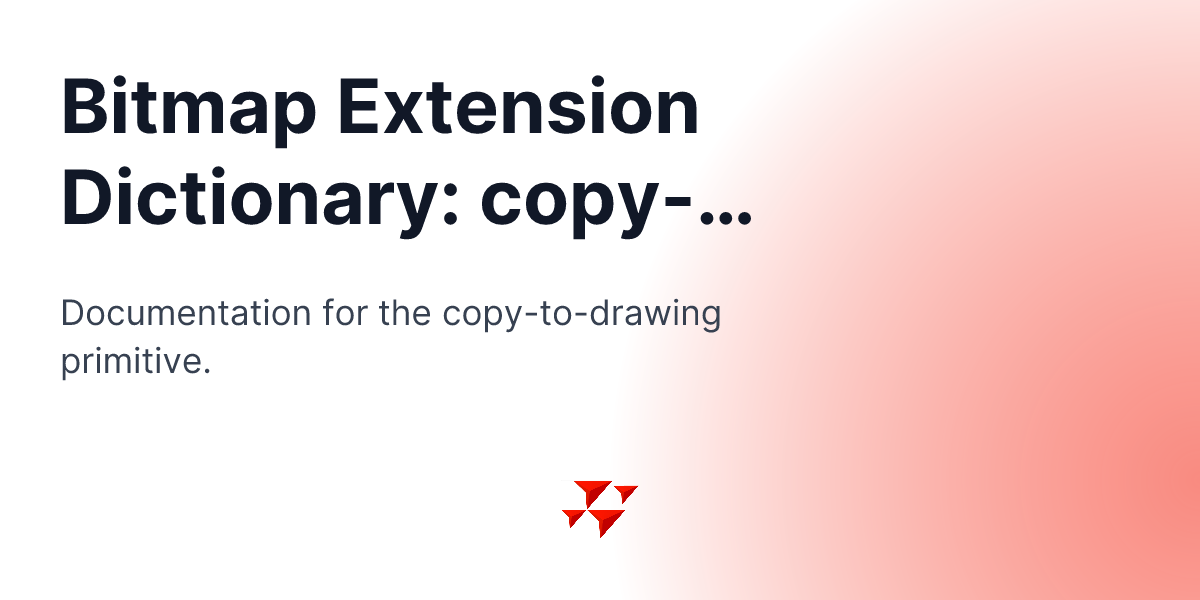 Bitmap Extension
Dictionary: copy-...
Documentation for the copy-to-drawing
primitive.